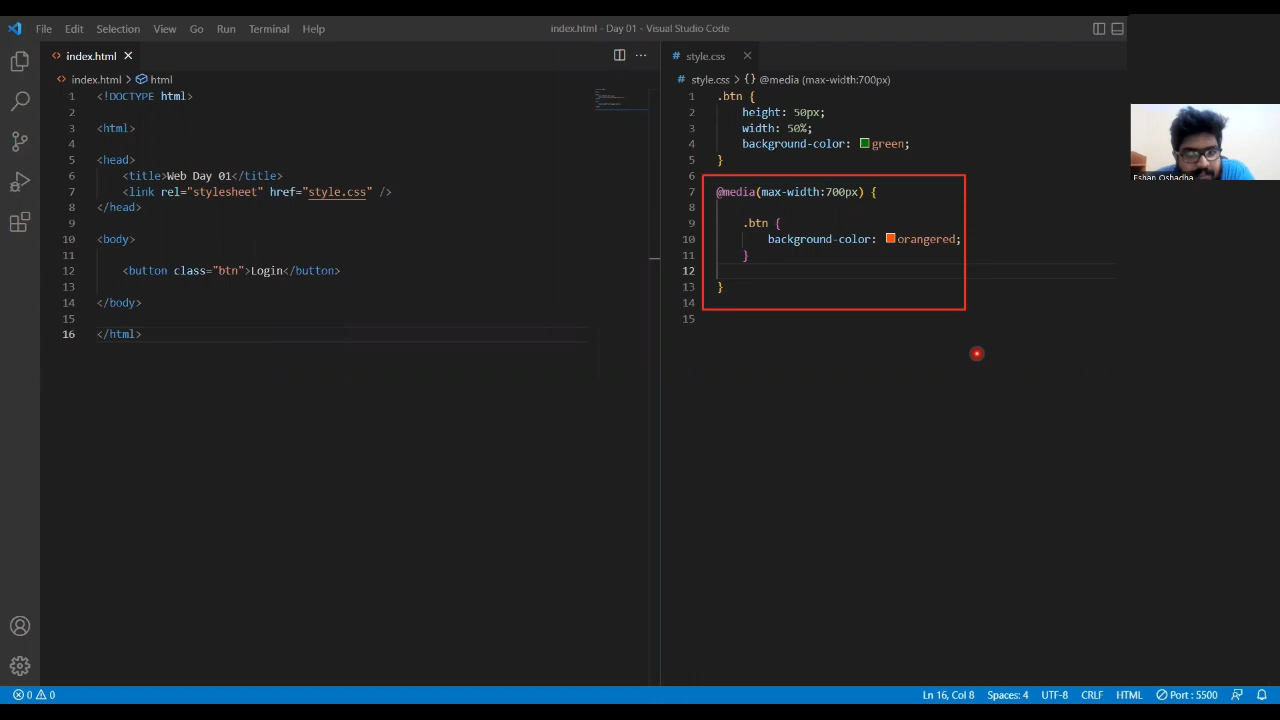 File Edit Selection View Go Run Terminal Help
index.html - Day 01 - Visual Studio Code
index.html
index.html > html
1 <!DOCTYPE html>
2
3 <html>
4
5 <head>
6 <title>Web Day 01</title>
7 <link rel="stylesheet" href="style.css" />
8 </head>
9
10 <body>
11
12 <button class="btn">Login</button>
13
14 </body>
15
16 </html>
# style.css
# style.css > {} @media (max-width:700px)
1 .btn {
2 height: 50px;
3 width: 50%;
4 background-color: green;
5 }
6
7 @media(max-width:700px) {
8
9 .btn {
10 background-color: orangered;
11 }
12
13 }
14
15
Eshan Oshadha
0 0
Ln 16, Col 8 Spaces: 4 UTF-8 CRLF HTML Port : 5500